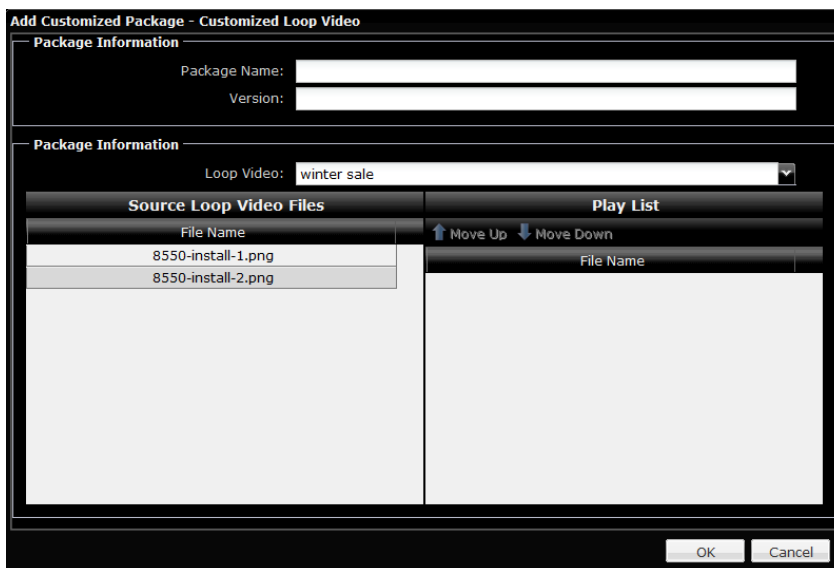 Add Customized Package - Customized Loop Video
Package Information
Package Name:
Version:
Package Information
Loop Video: winter sale
Source Loop Video Files
File Name
8550-install-1.png
8550-install-2.png
Play List
Move Up Move Down
File Name
OK Cancel